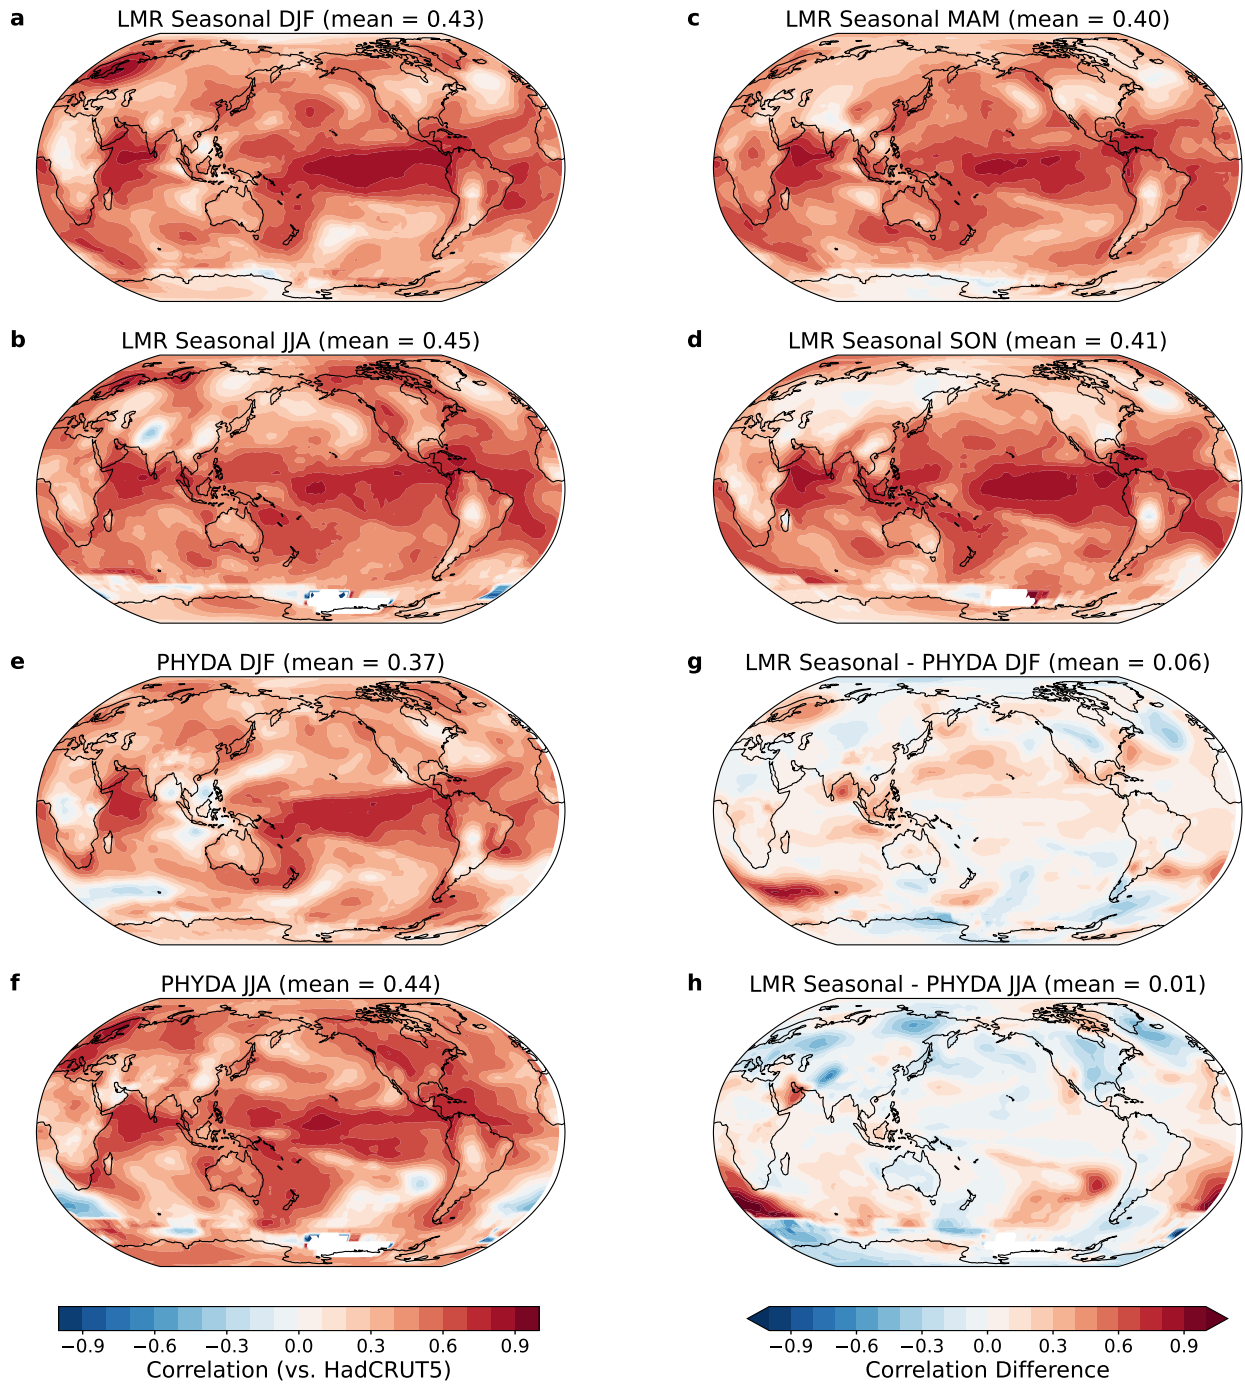 a LMR Seasonal DJF (mean = 0.43)
c LMR Seasonal MAM (mean = 0.40)
b LMR Seasonal JJA (mean = 0.45)
d LMR Seasonal SON (mean = 0.41)
e PHYDA DJF (mean = 0.37)
g LMR Seasonal - PHYDA DJF (mean = 0.06)
f PHYDA JJA (mean = 0.44)
h LMR Seasonal - PHYDA JJA (mean = 0.01)
−0.9 −0.6 −0.3 0.0 0.3 0.6 0.9
Correlation (vs. HadCRUT5)
−0.9 −0.6 −0.3 0.0 0.3 0.6 0.9
Correlation Difference